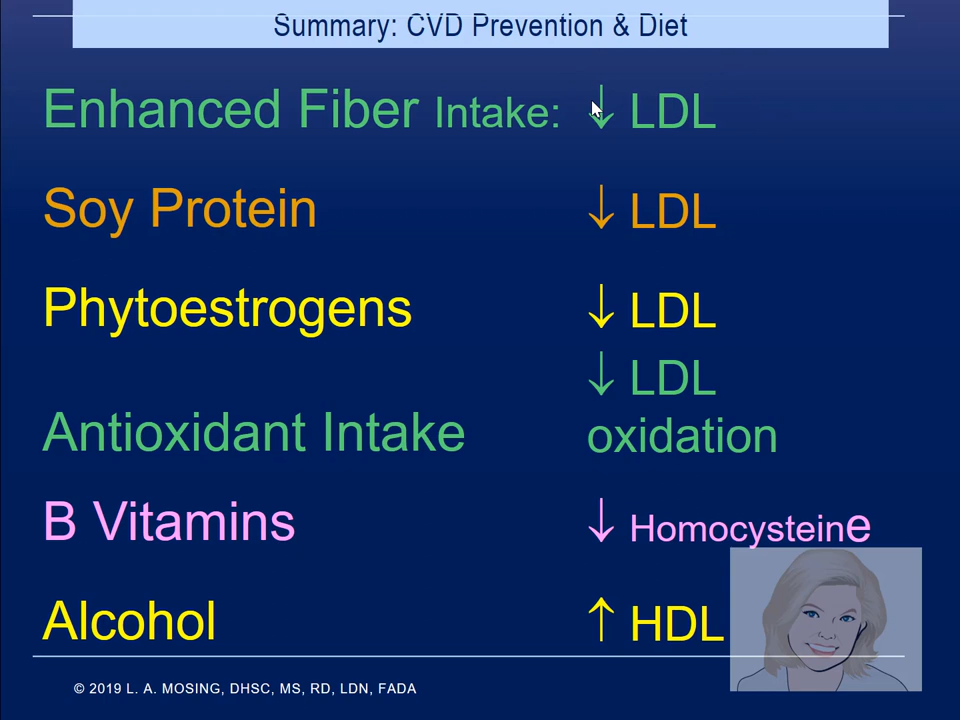 Summary: CVD Prevention & Diet
Enhanced Fiber Intake: ↓ LDL
Soy Protein ↓ LDL
Phytoestrogens ↓ LDL
↓ LDL
Antioxidant Intake oxidation
B Vitamins ↓ Homocysteine
Alcohol ↑ HDL
© 2019 L. A. MOSING, DHSC, MS, RD, LDN, FADA